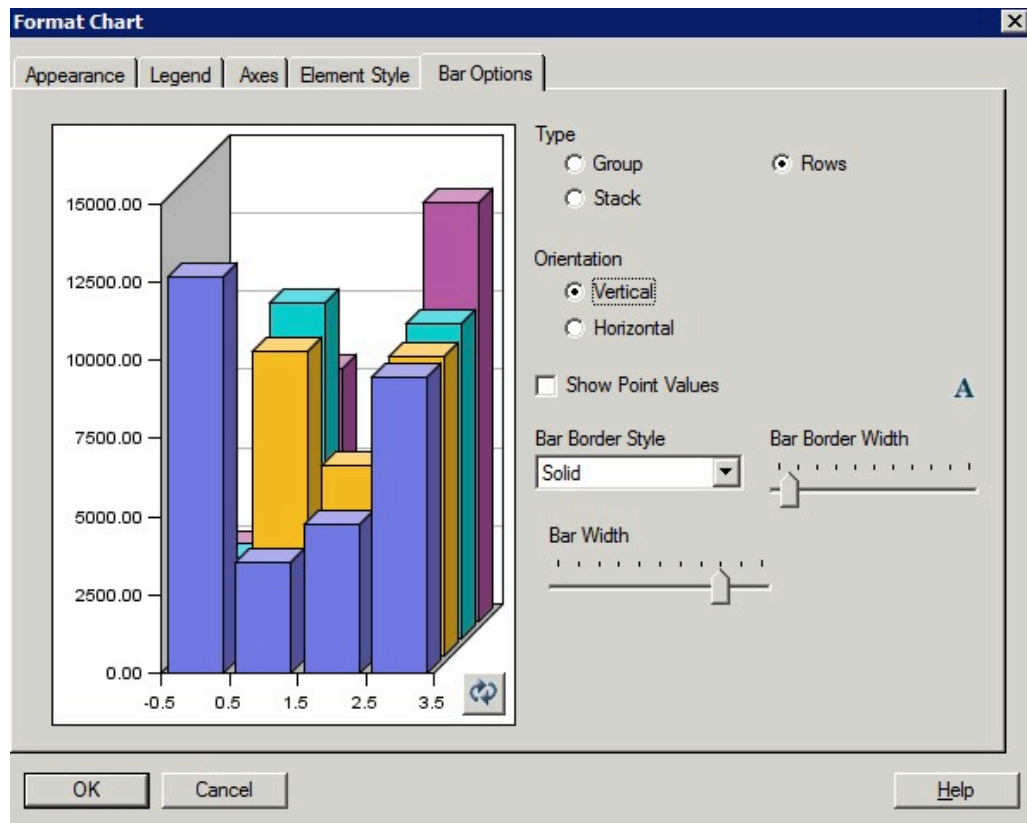 Format Chart
Appearance Legend Axes Element Style Bar Options
Type
Group Rows
Stack
Orientation
Vertical
Horizontal
Show Point Values A
Bar Border Style Bar Border Width
Solid
Bar Width
15000.00
12500.00
10000.00
7500.00
5000.00
2500.00
0.00
-0.5 0.5 1.5 2.5 3.5
OK Cancel Help